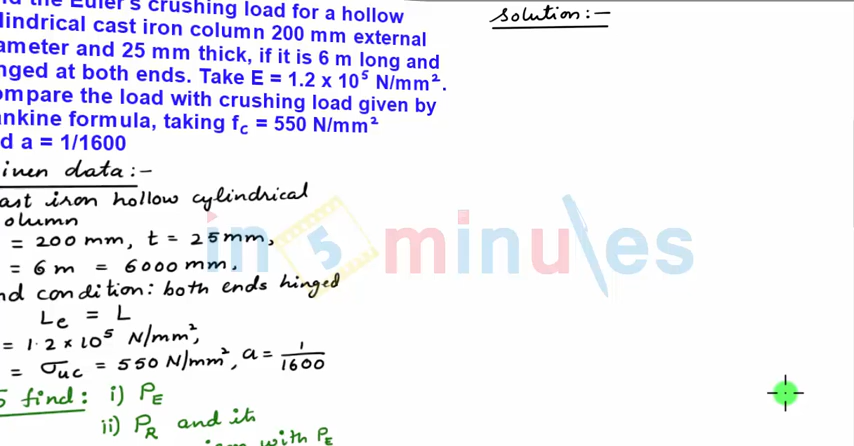 the Euler's crushing load for a hollow
lindrical cast iron column 200 mm external
ameter and 25 mm thick, if it is 6 m long and
nged at both ends. Take E = 1.2 x 10⁵ N/mm².
ompare the load with crushing load given by
ankine formula, taking fc = 550 N/mm²
d a = 1/1600
iven data:-
ast iron hollow cylindrical
olumn
= 200 mm, t = 25 mm,
= 6 m = 6000 mm.
nd condition: both ends hinged
Le = L
= 1.2 x 10⁵ N/mm²,
= σuc = 550 N/mm², a = 1/1600
find: i) PE
ii) PR and its
with PE
Solution:-
in 5 minutes